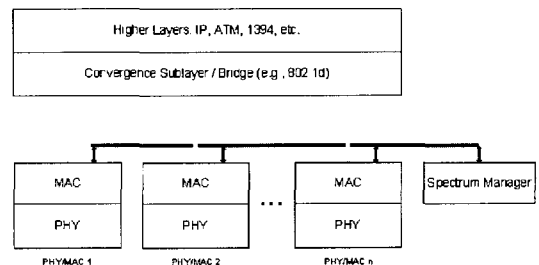 Higher Layers. IP, ATM, 1394, etc.
Convergence Sublayer / Bridge (e.g., 802 1d)
MAC MAC MAC Spectrum Manager
PHY PHY ... PHY
PHY/MAC 1 PHY/MAC 2 PHY/MAC n